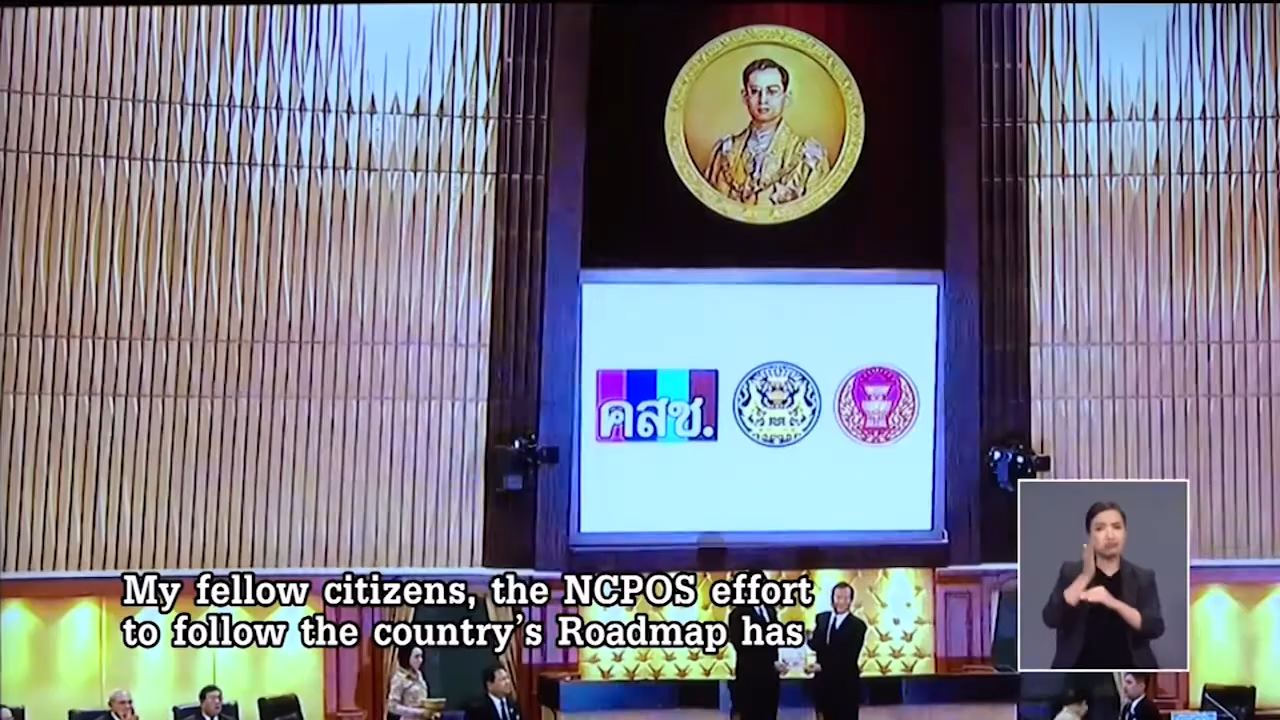 คสช.
My fellow citizens, the NCPOS effort
to follow the country's Roadmap has